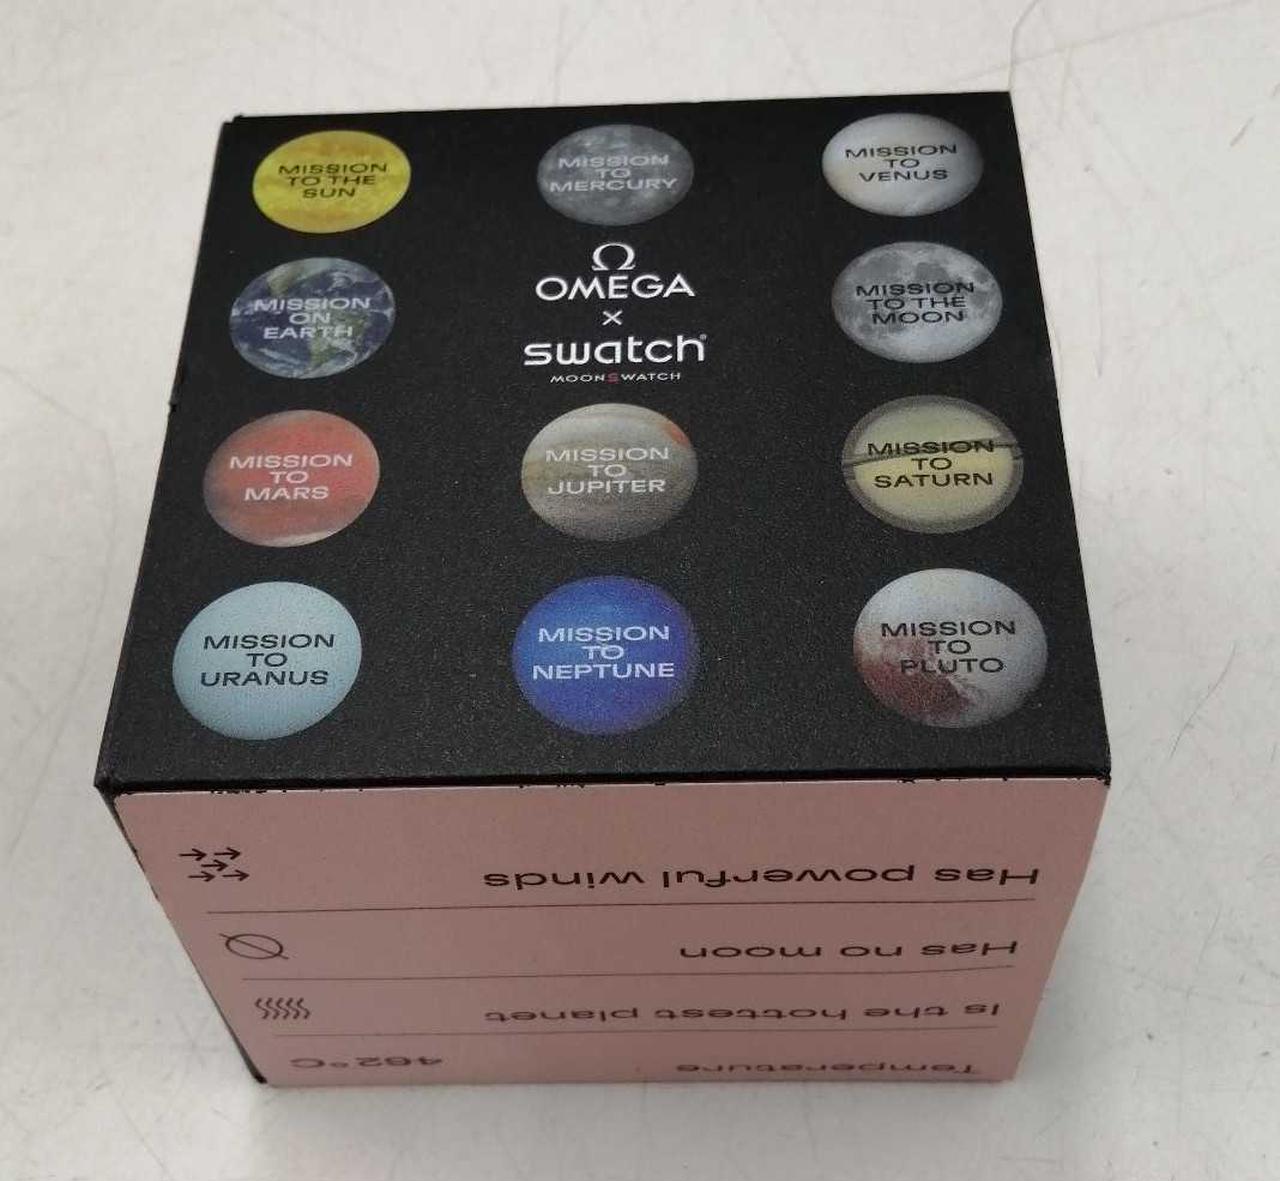 MISSION
TO THE
SUN
MISSION
TO
MERCURY
MISSION
TO
VENUS
MISSION
ON
EARTH
Ω
OMEGA
×
swatch®
MOONSWATCH
MISSION
TO THE
MOON
MISSION
TO
MARS
MISSION
TO
JUPITER
MISSION
TO
SATURN
MISSION
TO
URANUS
MISSION
TO
NEPTUNE
MISSION
TO
PLUTO
Temperature 462°C
Is the hottest planet
Has no moon
Has powerful winds